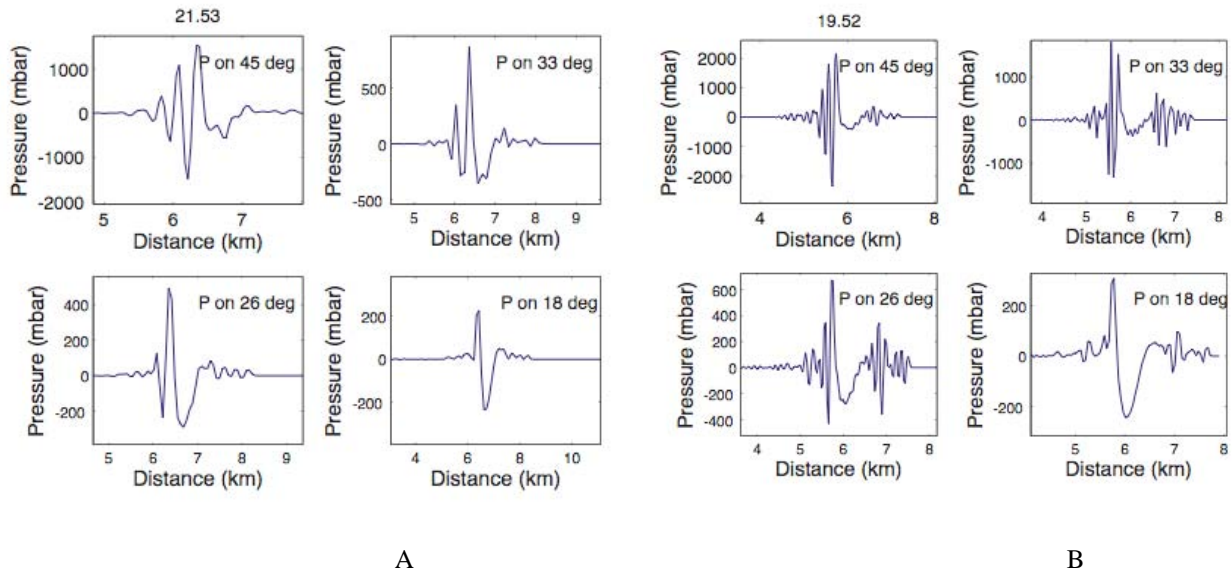 21.53
P on 45 deg
Pressure (mbar)
1000
0
-1000
-2000
5 6 7
Distance (km)
P on 33 deg
Pressure (mbar)
500
0
-500
5 6 7 8 9
Distance (km)
P on 26 deg
Pressure (mbar)
400
200
0
-200
5 6 7 8 9
Distance (km)
P on 18 deg
Pressure (mbar)
200
0
-200
4 6 8 10
Distance (km)
A
19.52
P on 45 deg
Pressure (mbar)
2000
1000
0
-1000
-2000
4 6 8
Distance (km)
P on 33 deg
Pressure (mbar)
1000
0
-1000
4 5 6 7 8
Distance (km)
P on 26 deg
Pressure (mbar)
600
400
200
0
-200
-400
4 5 6 7 8
Distance (km)
P on 18 deg
Pressure (mbar)
200
0
-200
5 6 7 8
Distance (km)
B